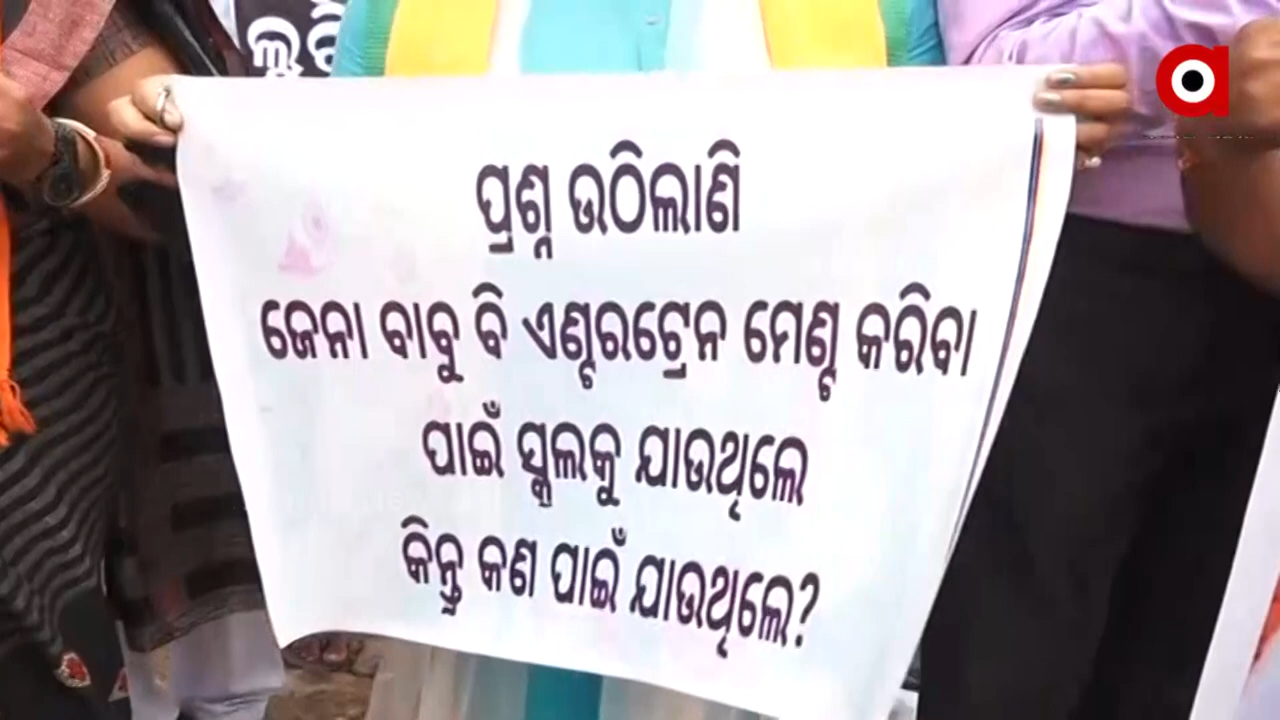 ପ୍ରଶ୍ନ ଉଠିଲାଣି
ଜେନା ବାବୁ ବି ଏଣ୍ଟରଟ୍ରେନ ମେଣ୍ଟ କରିବା
ପାଇଁ ସ୍କୁଲକୁ ଯାଉଥିଲେ
କିନ୍ତୁ କଣ ପାଇଁ ଯାଉଥିଲେ?